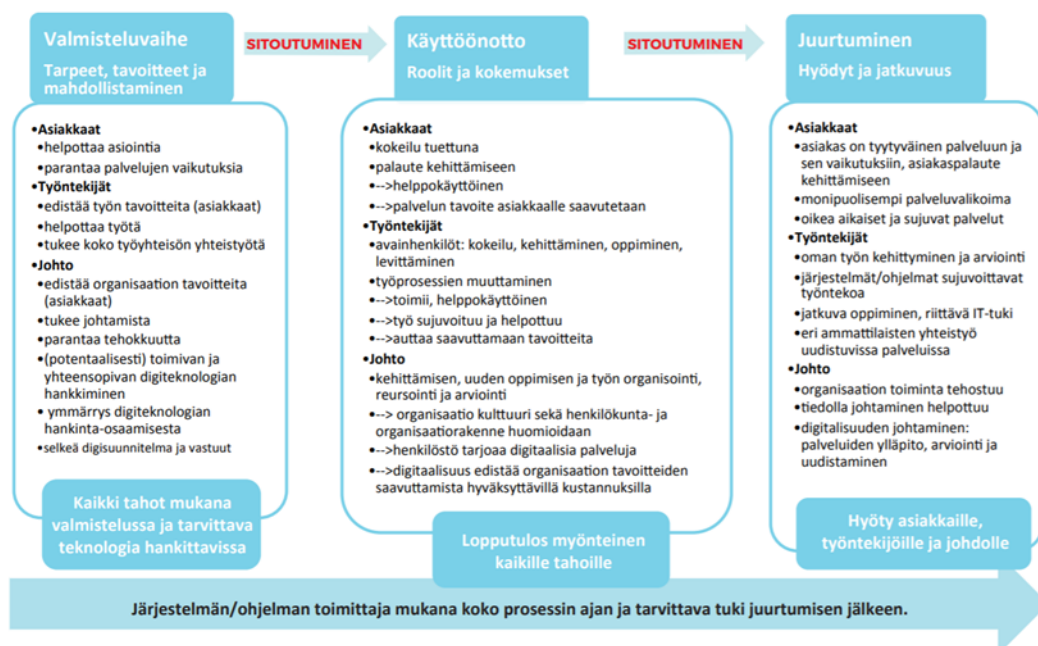 Valmisteluvaihe
Tarpeet, tavoitteet ja
mahdollistaminen
•Asiakkaat
•helpottaa asiointia
•parantaa palvelujen vaikutuksia
•Työntekijät
•edistää työn tavoitteita (asiakkaat)
•helpottaa työtä
•tukee koko työyhteisön yhteistyötä
•Johto
•edistää organisaation tavoitteita
(asiakkaat)
•tukee johtamista
•parantaa tehokkuutta
•(potentaalisesti) toimivan ja
yhteensopivan digiteknologian
hankkiminen
• ymmärrys digiteknologian
hankinta-osaamisesta
•selkeä digisuunnitelma ja vastuut
Kaikki tahot mukana
valmistelussa ja tarvittava
teknologia hankittavissa
SITOUTUMINEN
Käyttöönotto
Roolit ja kokemukset
•Asiakkaat
•kokeilu tuettuna
•palaute kehittämiseen
•-->helppokäyttöinen
•-->palvelun tavoite asiakkaalle saavutetaan
•Työntekijät
•avainhenkilöt: kokeilu, kehittäminen, oppiminen,
levittäminen
•työprosessien muuttaminen
•-->toimii, helppokäyttöinen
•-->työ sujuvoituu ja helpottuu
•-->auttaa saavuttamaan tavoitteita
•Johto
•kehittämisen, uuden oppimisen ja työn organisointi,
reursointi ja arviointi
•--> organisaatio kulttuuri sekä henkilökunta- ja
organisaatiorakenne huomioidaan
•-->henkilöstö tarjoaa digitaalisia palveluja
•-->digitaalisuus edistää organisaation tavoitteiden
saavuttamista hyväksyttävillä kustannuksilla
Lopputulos myönteinen
kaikille tahoille
SITOUTUMINEN
Juurtuminen
Hyödyt ja jatkuvuus
•Asiakkaat
•asiakas on tyytyväinen palveluun ja
sen vaikutuksiin, asiakaspalaute
kehittämiseen
•monipuolisempi palveluvalikoima
•oikea aikaiset ja sujuvat palvelut
•Työntekijät
•oman työn kehittyminen ja arviointi
•järjestelmät/ohjelmat sujuvoittavat
työntekoa
•jatkuva oppiminen, riittävä IT-tuki
•eri ammattilaisten yhteistyö
uudistuvissa palveluissa
•Johto
•organisaation toiminta tehostuu
•tiedolla johtaminen helpottuu
•digitalisuuden johtaminen:
palveluiden ylläpito, arviointi ja
uudistaminen
Hyöty asiakkaille,
työntekijöille ja johdolle
Järjestelmän/ohjelman toimittaja mukana koko prosessin ajan ja tarvittava tuki juurtumisen jälkeen.